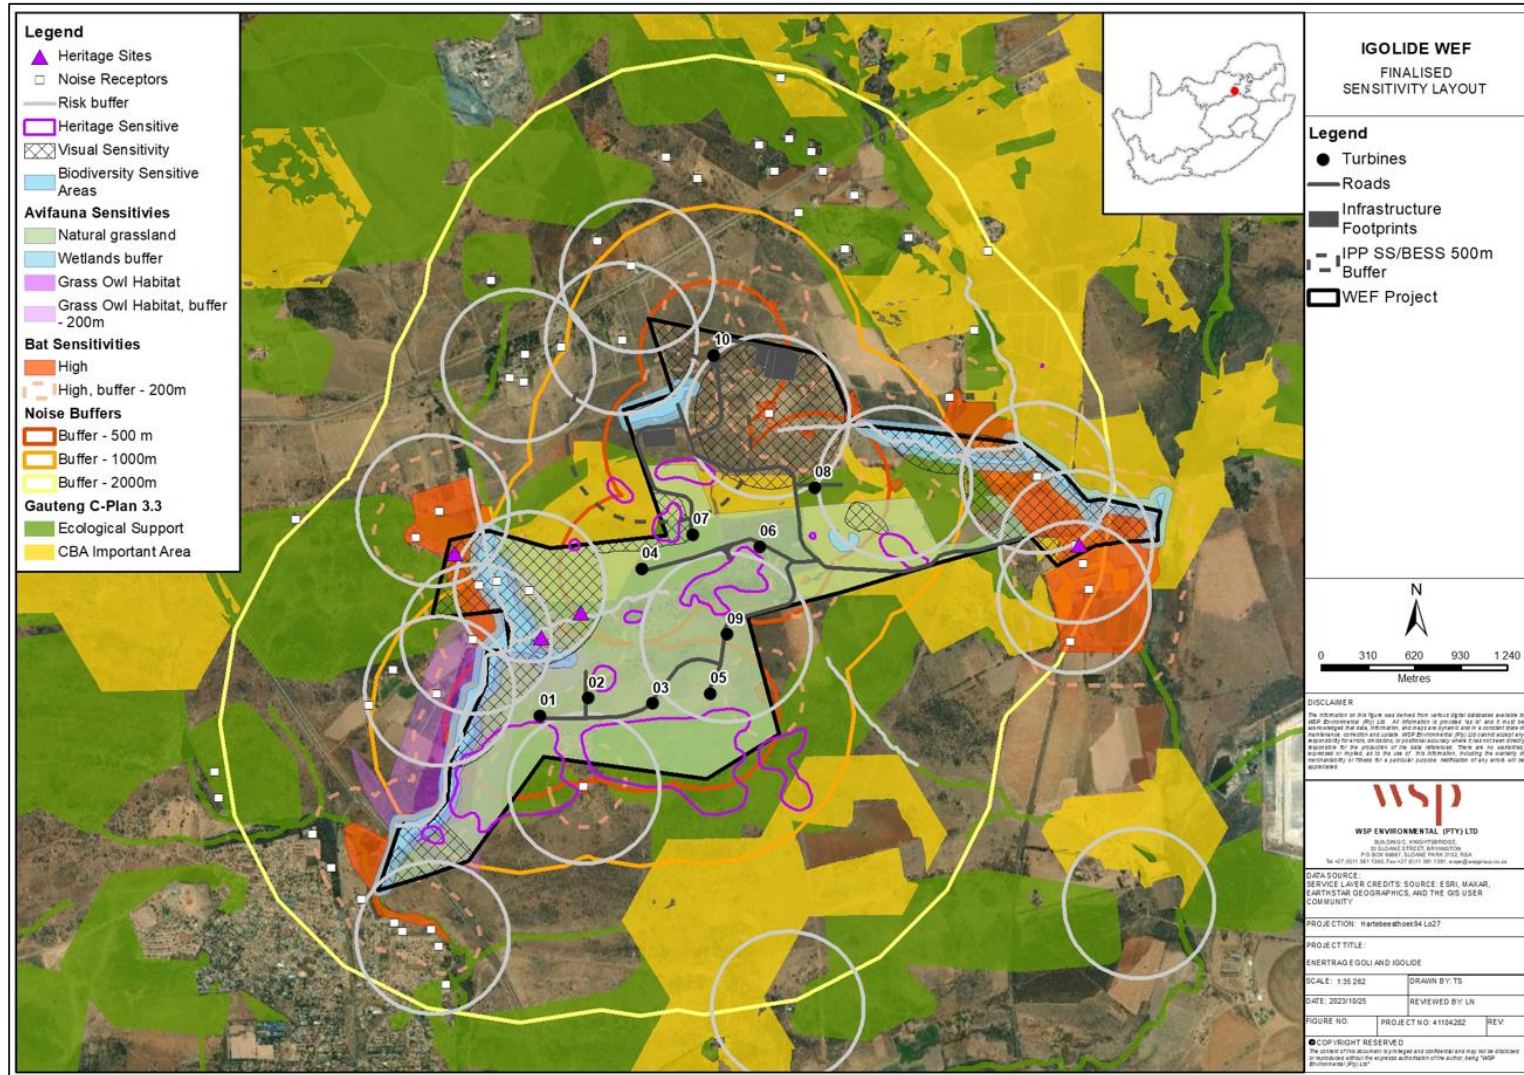 Legend
Heritage Sites
Noise Receptors
Risk buffer
Heritage Sensitive
Visual Sensitivity
Biodiversity Sensitive
Areas
Avifauna Sensitivies
Natural grassland
Wetlands buffer
Grass Owl Habitat
Grass Owl Habitat, buffer
- 200m
Bat Sensitivities
High
High, buffer - 200m
Noise Buffers
Buffer - 500 m
Buffer - 1000m
Buffer - 2000m
Gauteng C-Plan 3.3
Ecological Support
CBA Important Area
10
08
07
06
04
09
02
03
05
01
IGOLIDE WEF
FINALISED
SENSITIVITY LAYOUT
Legend
Turbines
Roads
Infrastructure
Footprints
IPP SS/BESS 500m
Buffer
WEF Project
N
0 310 620 930 1 240
Metres
DISCLAIMER
wsp
WSP ENVIRONMENTAL (PTY) LTD
BUILDING C, KNIGHTSBRIDGE,
33 SLOANE STREET, BRYANSTON
DATA SOURCE:
SERVICE LAYER CREDITS: SOURCE: ESRI, MAXAR,
EARTHSTAR GEOGRAPHICS, AND THE GIS USER
COMMUNITY
PROJECTION: Hartebeesthoek94 Lo27
PROJECT TITLE:
ENERTRAG EGOLI AND IGOLIDE
SCALE: 1:35 262
DRAWN BY: TS
DATE: 2023/10/25
REVIEWED BY: LN
FIGURE NO:
PROJECT NO: 41104282
REV:
COPYRIGHT RESERVED